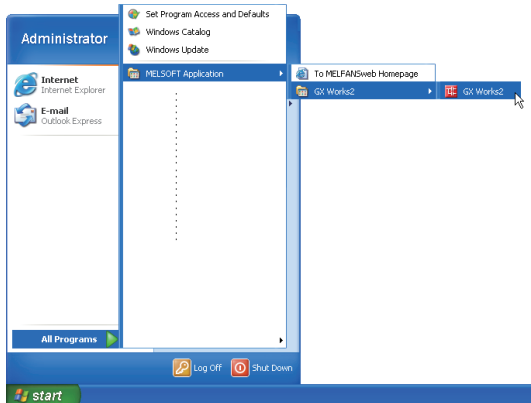 Administrator
Internet
Internet Explorer
E-mail
Outlook Express
All Programs
Set Program Access and Defaults
Windows Catalog
Windows Update
MELSOFT Application
To MELFANSweb Homepage
GX Works2
GX Works2
Log Off
Shut Down
start